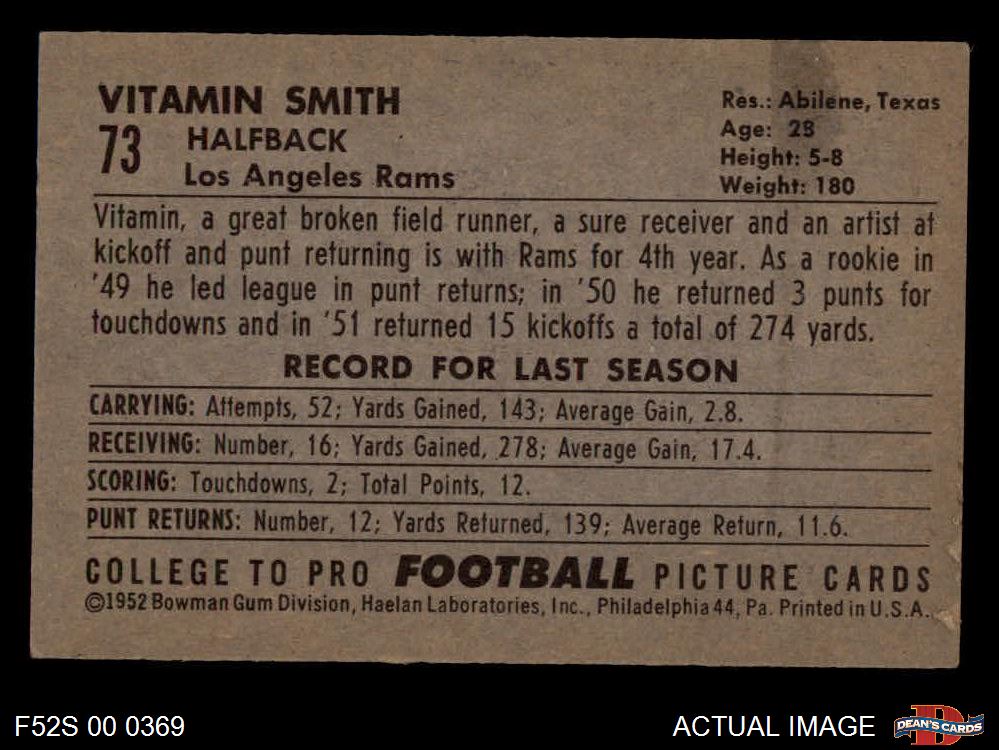 VITAMIN SMITH
73 HALFBACK
Los Angeles Rams
Res.: Abilene, Texas
Age: 28
Height: 5-8
Weight: 180
Vitamin, a great broken field runner, a sure receiver and an artist at
kickoff and punt returning is with Rams for 4th year. As a rookie in
'49 he led league in punt returns; in '50 he returned 3 punts for
touchdowns and in '51 returned 15 kickoffs a total of 274 yards.
RECORD FOR LAST SEASON
CARRYING: Attempts, 52; Yards Gained, 143; Average Gain, 2.8.
RECEIVING: Number, 16; Yards Gained, 278; Average Gain, 17.4.
SCORING: Touchdowns, 2; Total Points, 12.
PUNT RETURNS: Number, 12; Yards Returned, 139; Average Return, 11.6.
COLLEGE TO PRO FOOTBALL PICTURE CARDS
©1952 Bowman Gum Division, Haelan Laboratories, Inc., Philadelphia 44, Pa. Printed in U.S.A.
F52S 00 0369
ACTUAL IMAGE
DEAN'S CARDS